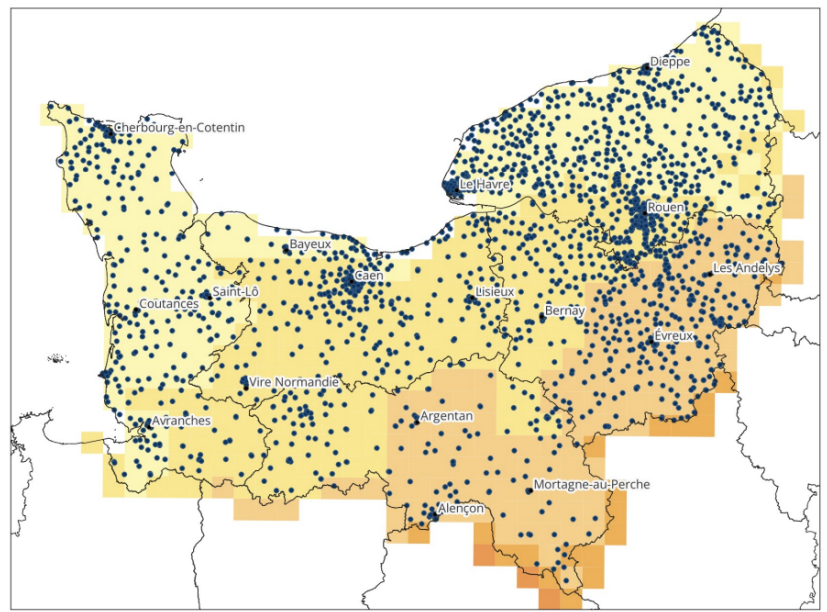 Dieppe
Cherbourg-en-Cotentin
Le Havre
Rouen
Bayeux
Caen
Les Andelys
Saint-Lô
Lisieux
Coutances
Bernay
Évreux
Vire Normandie
Avranches
Argentan
Mortagne-au-Perche
Alençon